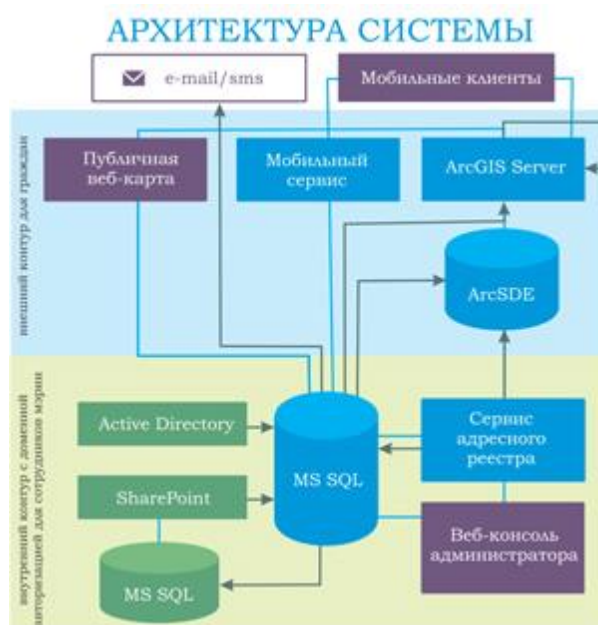 АРХИТЕКТУРА СИСТЕМЫ
e-mail/sms
Мобильные клиенты
Публичная
веб-карта
Мобильный
сервис
ArcGIS Server
внешний контур для граждан
ArcSDE
Active Directory
MS SQL
Сервис
адресного
реестра
SharePoint
Веб-консоль
администратора
MS SQL
внутренний контур с доменной
авторизацией для сотрудников мэрии